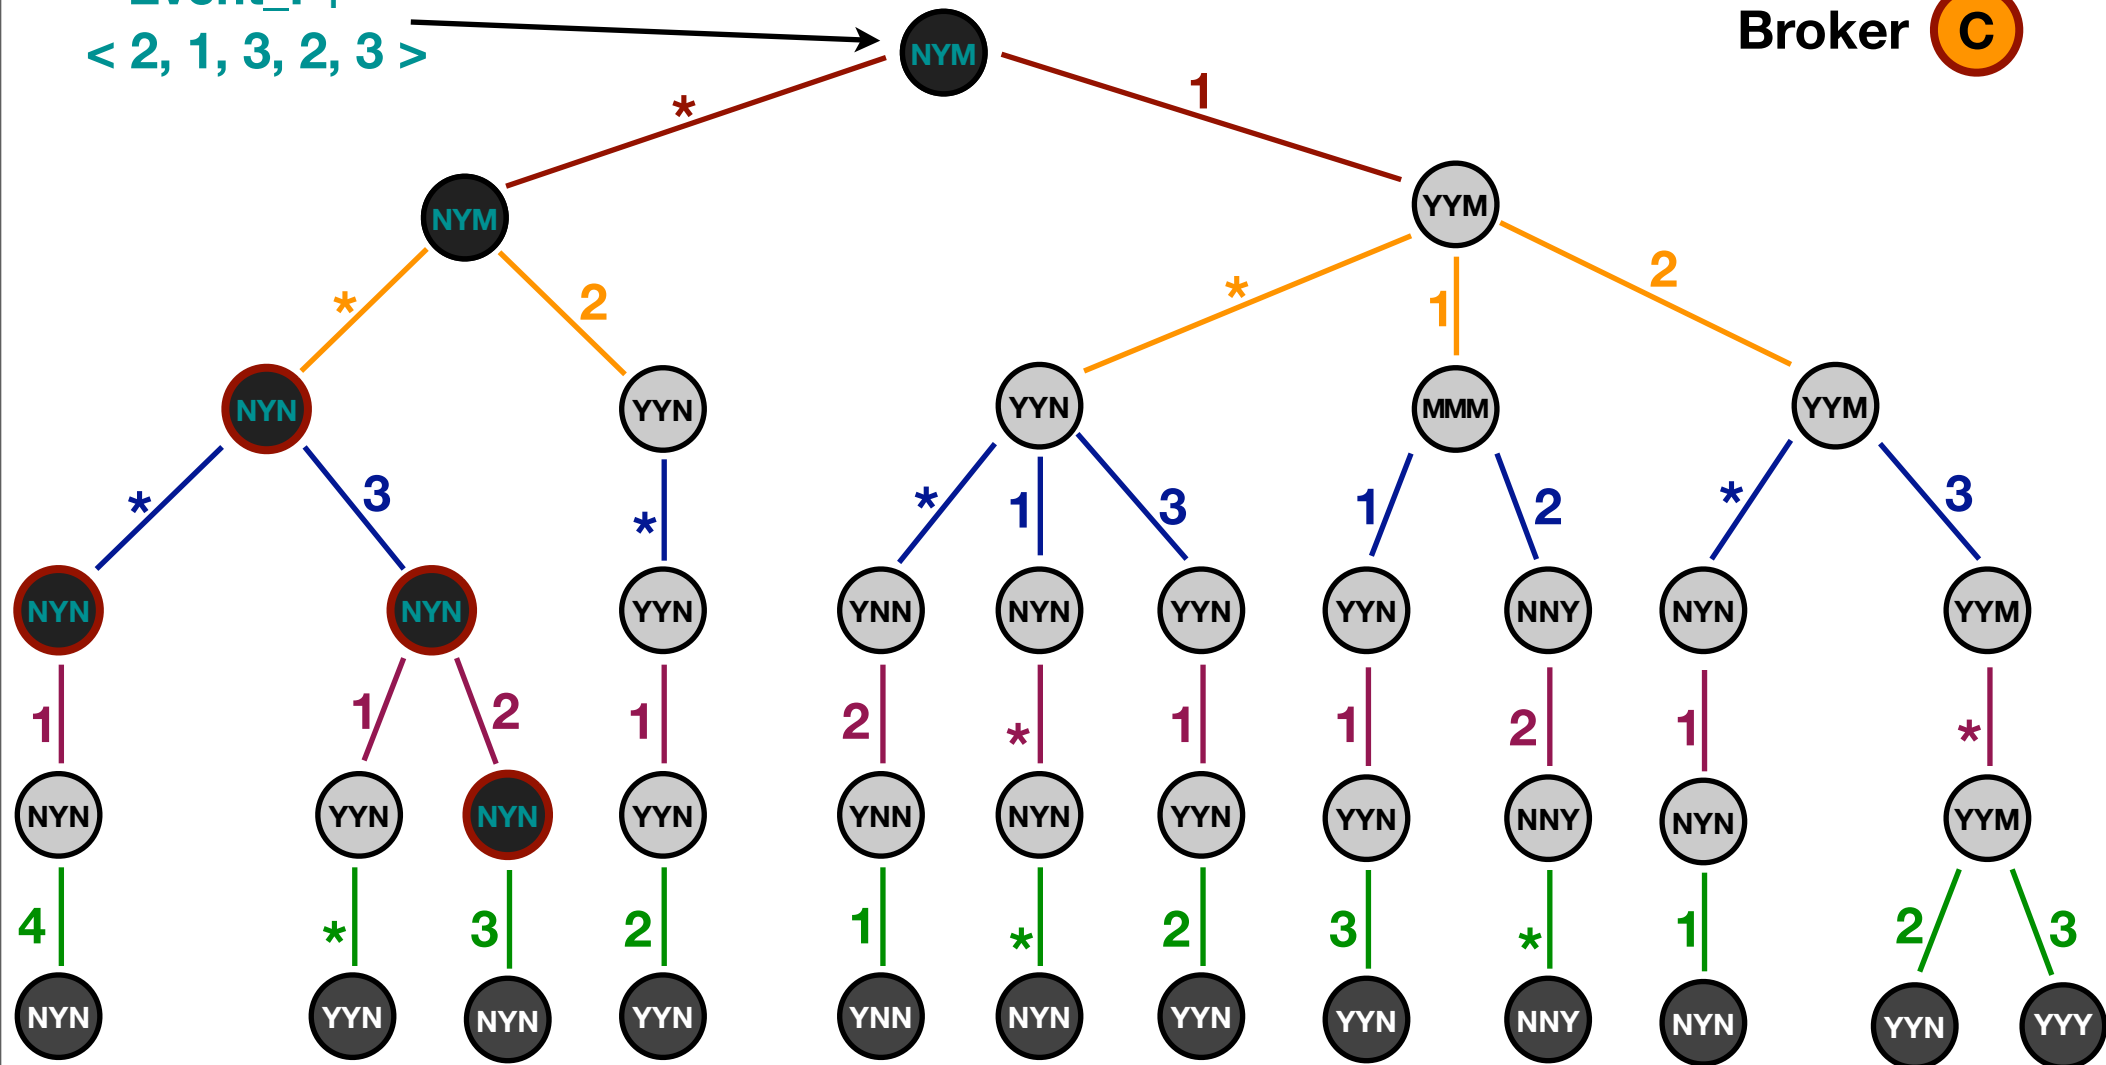 < 2, 1, 3, 2, 3 >
Broker C
NYM
* 1
NYM YYM
* 2 * 1 2
NYN YYN YYN MMM YYM
* 3 * * 1 3 1 2 * 3
NYN NYN YYN YNN NYN YYN YYN NNY NYN YYM
1 1 2 1 2 * 1 1 2 1 *
NYN YYN NYN YYN YNN NYN YYN YYN NNY NYN YYM
4 * 3 2 1 * 2 3 * 1 2 3
NYN YYN NYN YYN YNN NYN YYN YYN NNY NYN YYN YYY